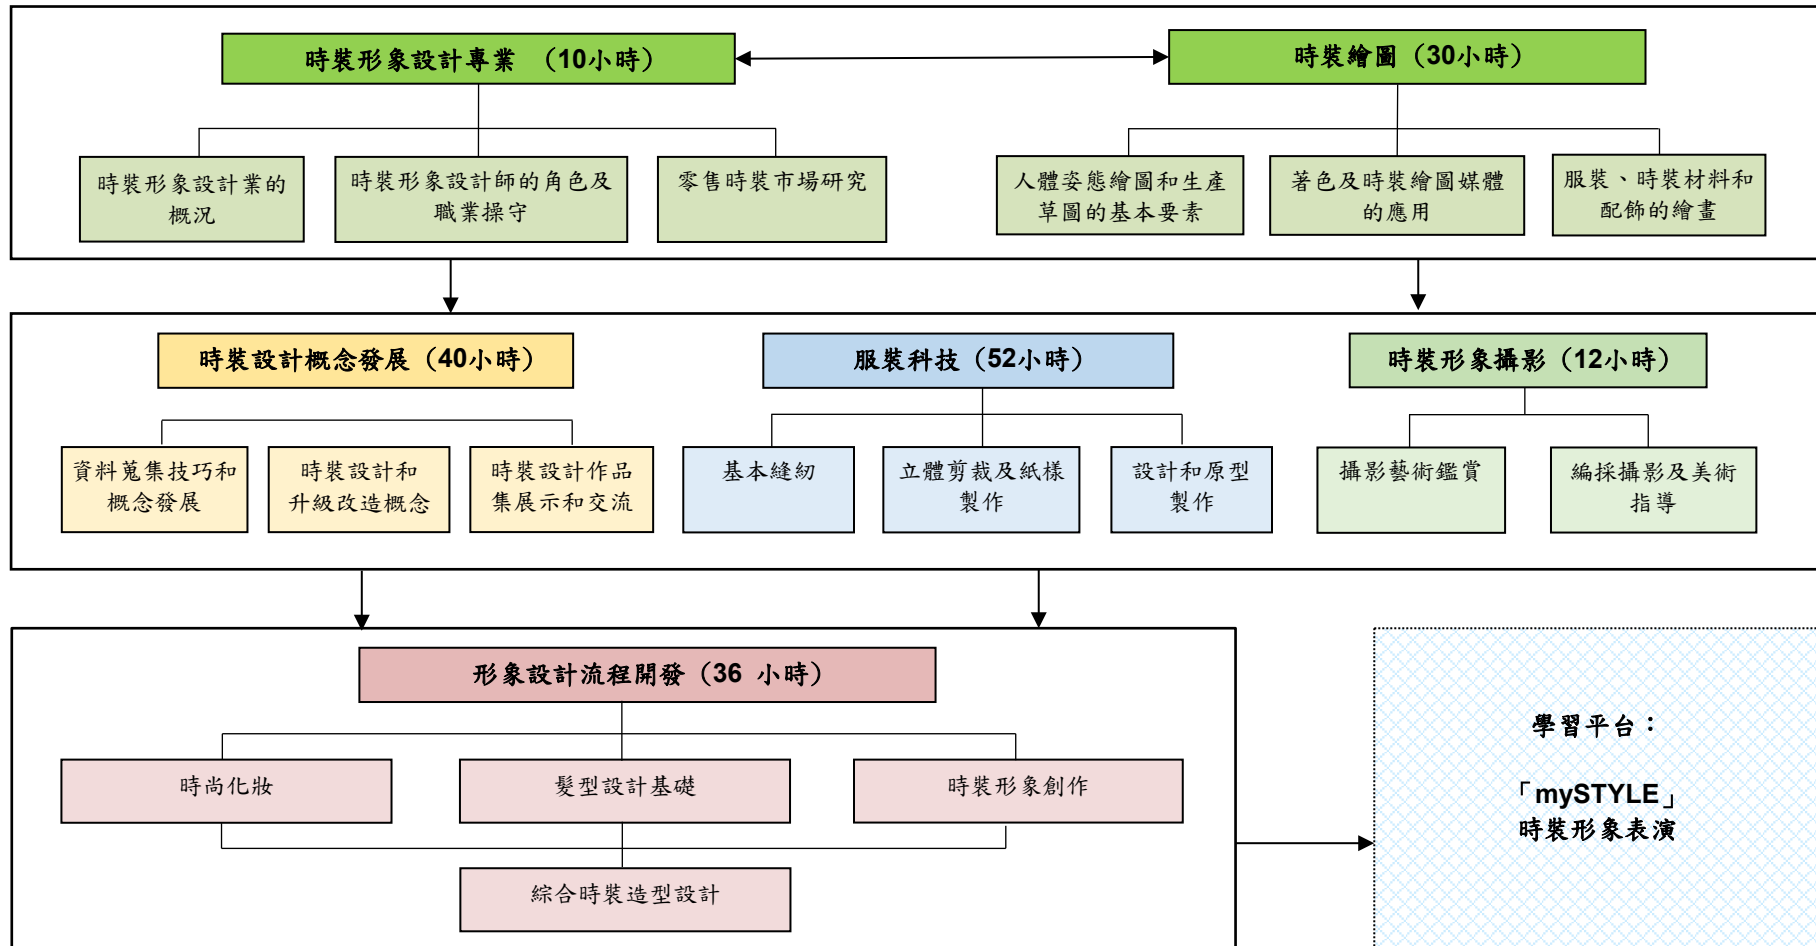 時裝形象設計專業 （10小時）
時裝繪圖（30小時）
時裝形象設計業的
概況
時裝形象設計師的角色及
職業操守
零售時裝市場研究
人體姿態繪圖和生產
草圖的基本要素
著色及時裝繪圖媒體
的應用
服裝、時裝材料和
配飾的繪畫
時裝設計概念發展（40小時）
服裝科技（52小時）
時裝形象攝影（12小時）
資料蒐集技巧和
概念發展
時裝設計和
升級改造概念
時裝設計作品
集展示和交流
基本縫紉
立體剪裁及紙樣
製作
設計和原型
製作
攝影藝術鑑賞
編採攝影及美術
指導
形象設計流程開發（36 小時）
時尚化妝
髮型設計基礎
時裝形象創作
綜合時裝造型設計
學習平台：
「mySTYLE」
時裝形象表演